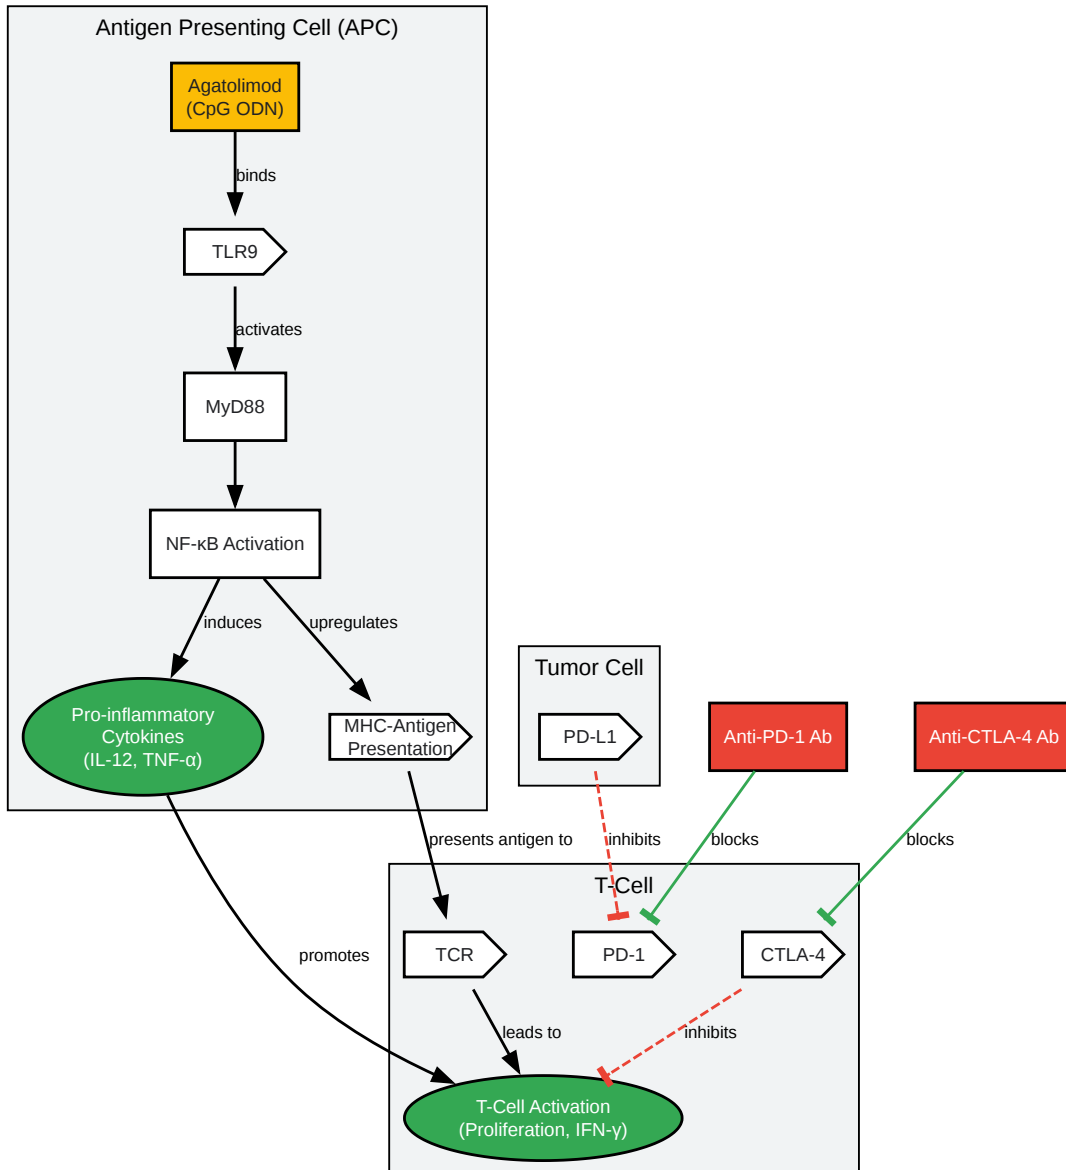 Antigen Presenting Cell (APC)
Agatolimod
(CpG ODN)
binds
TLR9
activates
MyD88
NF-κB Activation
induces
upregulates
Pro-inflammatory
Cytokines
(IL-12, TNF-α)
MHC-Antigen
Presentation
Tumor Cell
PD-L1
Anti-PD-1 Ab
Anti-CTLA-4 Ab
presents antigen to
inhibits
blocks
blocks
T-Cell
promotes
TCR
PD-1
CTLA-4
leads to
inhibits
T-Cell Activation
(Proliferation, IFN-γ)